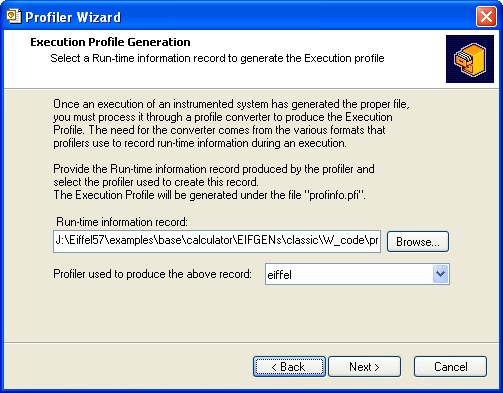 Profiler Wizard
Execution Profile Generation
Select a Run-time information record to generate the Execution profile
Once an execution of an instrumented system has generated the proper file,
you must process it through a profile converter to produce the Execution
Profile. The need for the converter comes from the various formats that
profilers use to record run-time information during an execution.
Provide the Run-time information record produced by the profiler and
select the profiler used to create this record.
The Execution Profile will be generated under the file "profinfo.pfi".
Run-time information record:
J:\Eiffel57\examples\base\calculator\EIFGENs\classic\W_code\pr
Browse...
Profiler used to produce the above record:
eiffel
< Back
Next >
Cancel